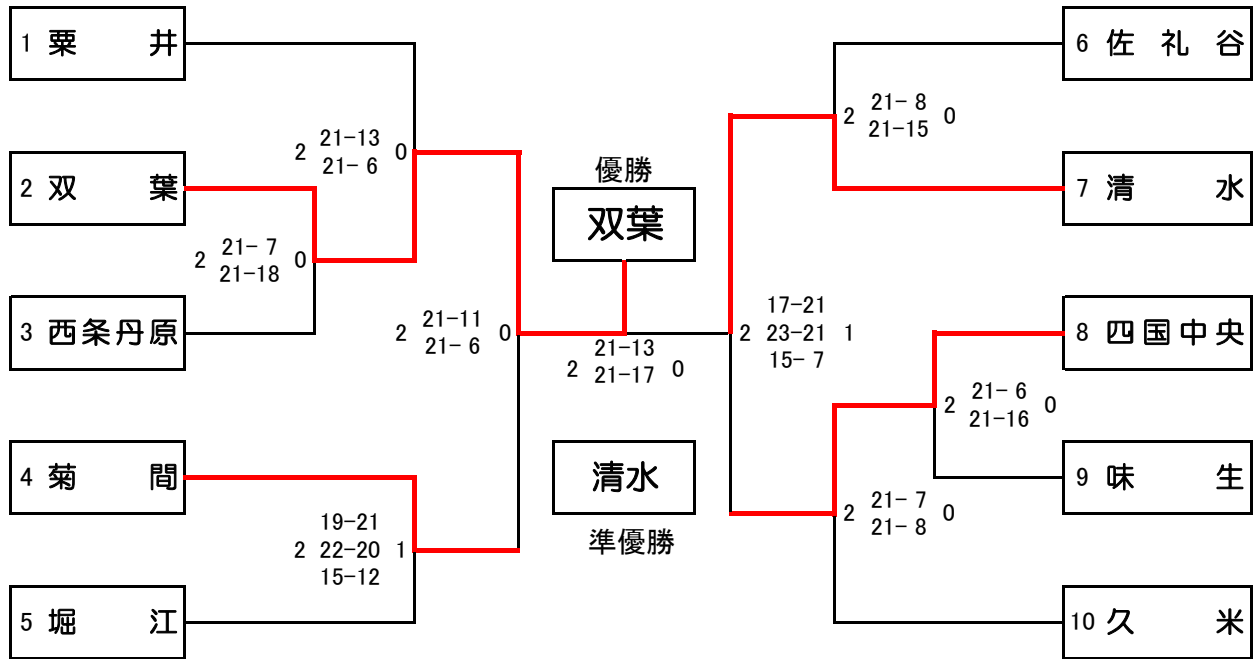 1 粟 井
2 21-13 0
21- 6
2 双 葉
2 21- 7 0
21-18
3 西条丹原
2 21-11 0
21- 6
4 菊 間
19-21
2 22-20 1
15-12
5 堀 江
優勝
双葉
21-13
2 21-17 0
清水
準優勝
6 佐 礼 谷
2 21- 8 0
21-15
7 清 水
17-21
2 23-21 1
15- 7
8 四国中央
2 21- 6 0
21-16
9 味 生
2 21- 7 0
21- 8
10 久 米